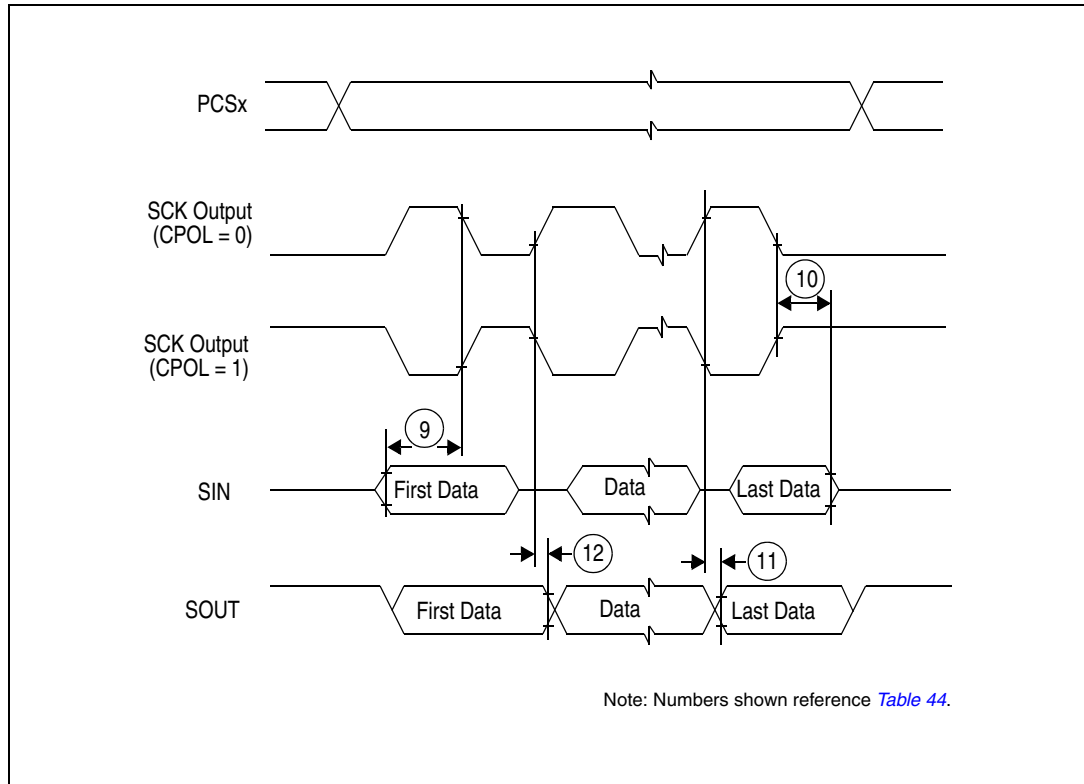 PCSx
SCK Output
(CPOL = 0)
10
SCK Output
(CPOL = 1)
9
SIN
First Data
Data
Last Data
12
11
SOUT
First Data
Data
Last Data
Note: Numbers shown reference Table 44.